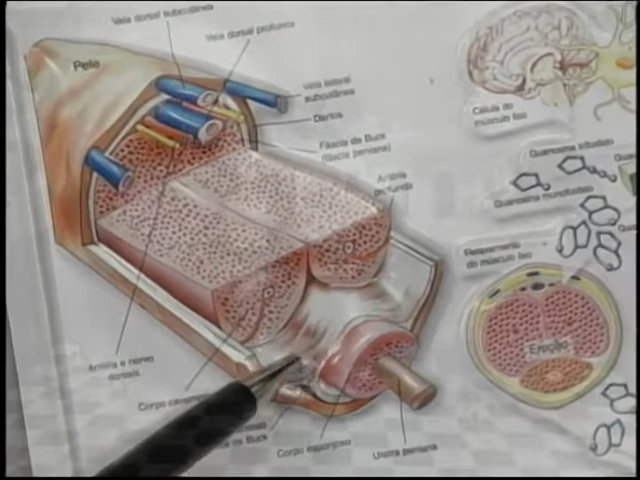 Veia dorsal subcutânea
Veia dorsal profunda
Pele
Veia lateral
subcutânea
Dartos
Fáscia de Buck
(fáscia peniana)
Artéria
profunda
Célula do
músculo liso
Guanosina trifosfato
Guanosina monofosfato
Relaxamento
do músculo liso
Ereção
Artéria e nervo
dorsais
Corpo
de Buck
Corpo esponjoso
Uretra peniana